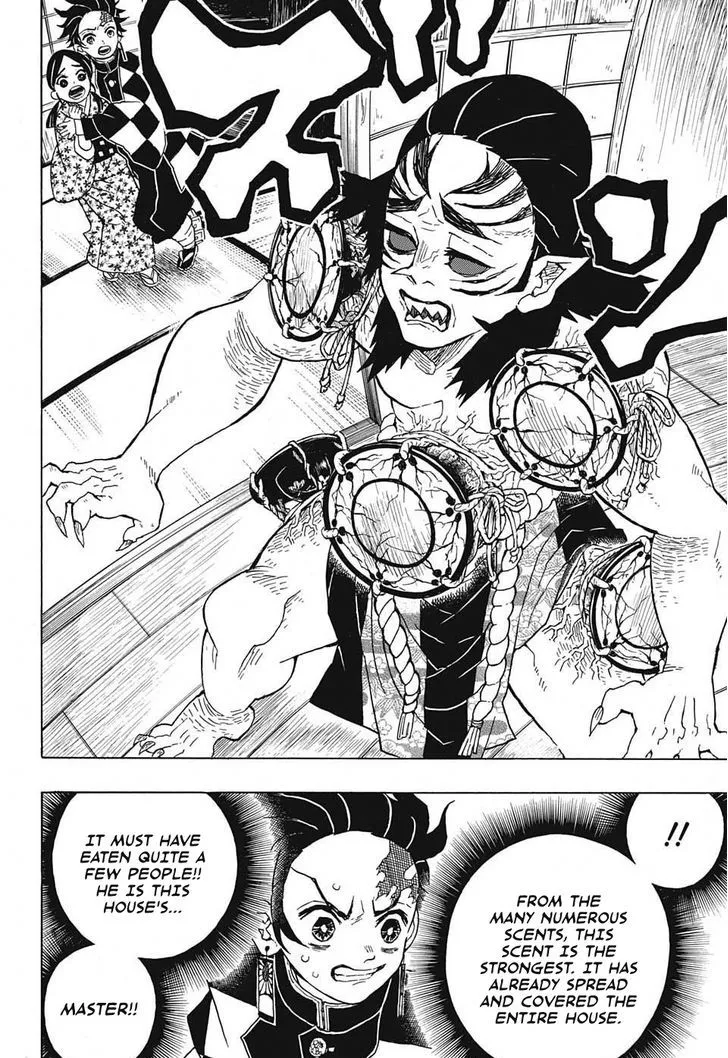 !!
FROM THE
MANY NUMEROUS
SCENTS, THIS
SCENT IS THE
STRONGEST. IT HAS
ALREADY SPREAD
AND COVERED THE
ENTIRE HOUSE.
IT MUST HAVE
EATEN QUITE A
FEW PEOPLE!!
HE IS THIS
HOUSE'S...
MASTER!!